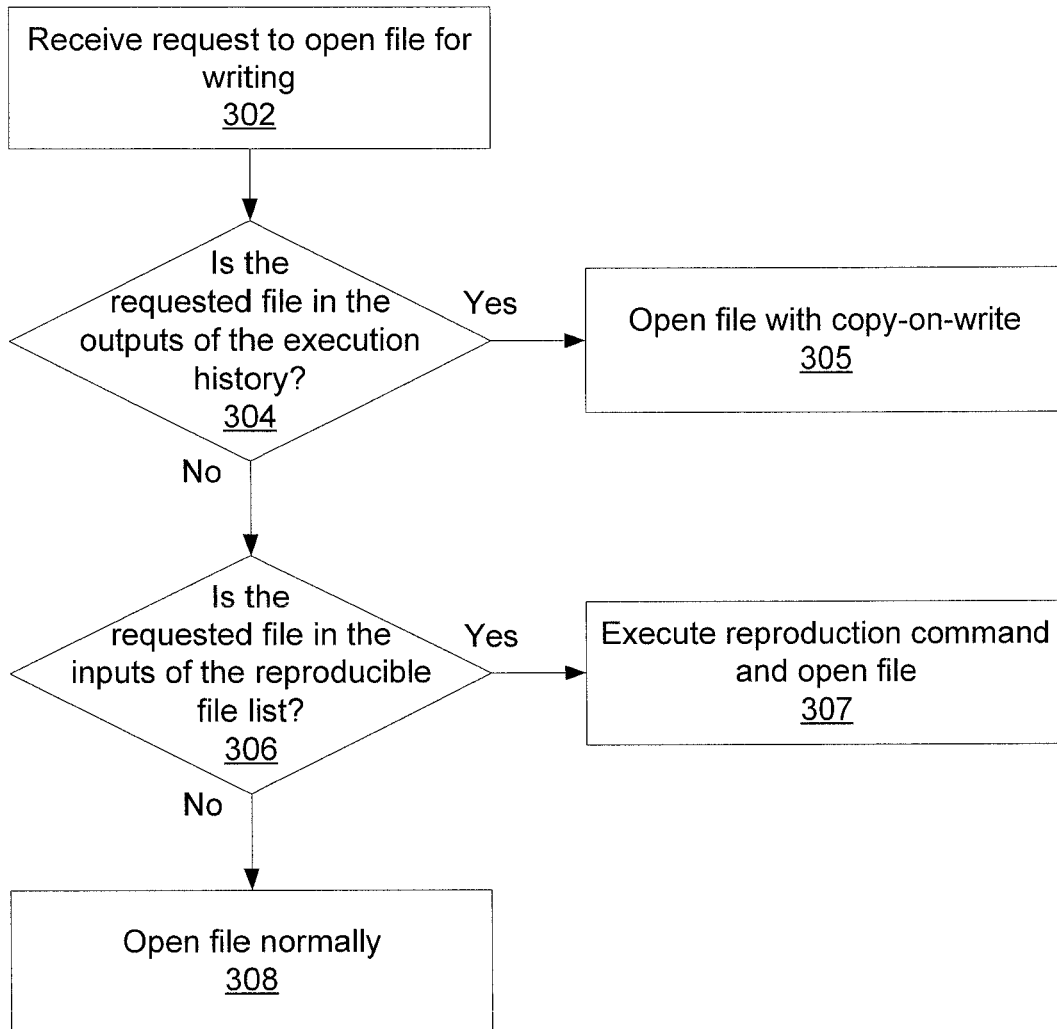 Receive request to open file for
writing
302
Is the
requested file in the
outputs of the execution
history?
304
Yes
Open file with copy-on-write
305
No
Is the
requested file in the
inputs of the reproducible
file list?
306
Yes
Execute reproduction command
and open file
307
No
Open file normally
308